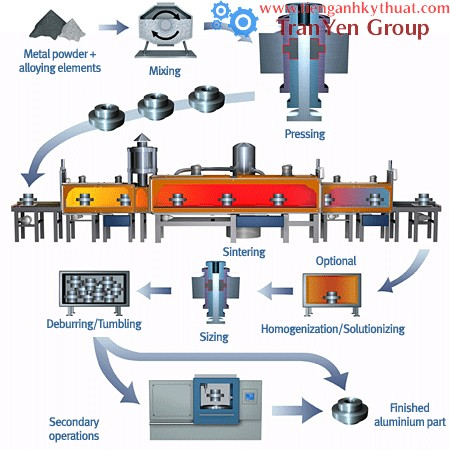 www.tienganhkythuat.com
TranYen Group
Metal powder +
alloying elements
Mixing
Pressing
Sintering
Optional
Deburring/Tumbling
Sizing
Homogenization/Solutionizing
Secondary
operations
Finished
aluminium part